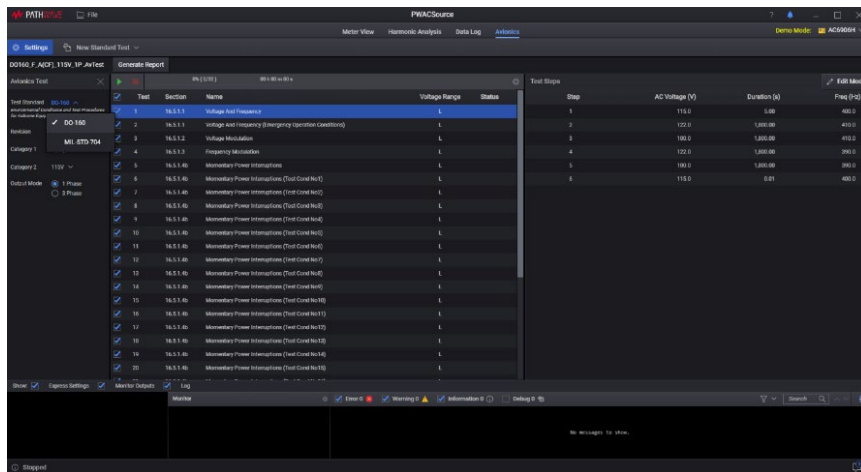 PATHWAVE File PWACSource
Meter View Harmonic Analysis Data Log Avionics Demo Mode: AC6906H
Settings New Standard Test
DO160_F_A(CF)_115V_1P .AvTest Generate Report
Avionics Test 0% ( 0/77 ) Test Steps Edit Mode
Test Section Name Voltage Range Status Step AC Voltage (V) Duration (s) Freq (Hz)
Test Standard DO-160
Environmental Conditions and Test Procedures for Airborne Equip
DO-160
MIL-STD-704
Revision
Category 1
Category 2 115V
Output Mode 1 Phase
3 Phase
1 16.5.1.1 Voltage And Frequency L 1 115.0 5.00 400.0
2 16.5.1.1 Voltage And Frequency (Emergency Operation Conditions) L 2 122.0 1,800.00 410.0
3 16.5.1.2 Voltage Modulation L 3 100.0 1,800.00 410.0
4 16.5.1.3 Frequency Modulation L 4 122.0 1,800.00 390.0
5 16.5.1.4b Momentary Power Interruptions L 5 100.0 1,800.00 390.0
6 16.5.1.4b Momentary Power Interruptions (Test Cond No1) L 6 115.0 0.01 400.0
7 16.5.1.4b Momentary Power Interruptions (Test Cond No2) L
8 16.5.1.4b Momentary Power Interruptions (Test Cond No3) L
9 16.5.1.4b Momentary Power Interruptions (Test Cond No4) L
10 16.5.1.4b Momentary Power Interruptions (Test Cond No5) L
11 16.5.1.4b Momentary Power Interruptions (Test Cond No6) L
12 16.5.1.4b Momentary Power Interruptions (Test Cond No7) L
13 16.5.1.4b Momentary Power Interruptions (Test Cond No8) L
14 16.5.1.4b Momentary Power Interruptions (Test Cond No9) L
15 16.5.1.4b Momentary Power Interruptions (Test Cond No10) L
16 16.5.1.4b Momentary Power Interruptions (Test Cond No11) L
17 16.5.1.4b Momentary Power Interruptions (Test Cond No12) L
18 16.5.1.4b Momentary Power Interruptions (Test Cond No13) L
19 16.5.1.4b Momentary Power Interruptions (Test Cond No14) L
20 16.5.1.4b Momentary Power Interruptions (Test Cond No15) L
Show: Express Settings Monitor Outputs Log
Monitor Error 0 Warning 0 Information 0 Debug 0 Search
No messages to show.
Stopped